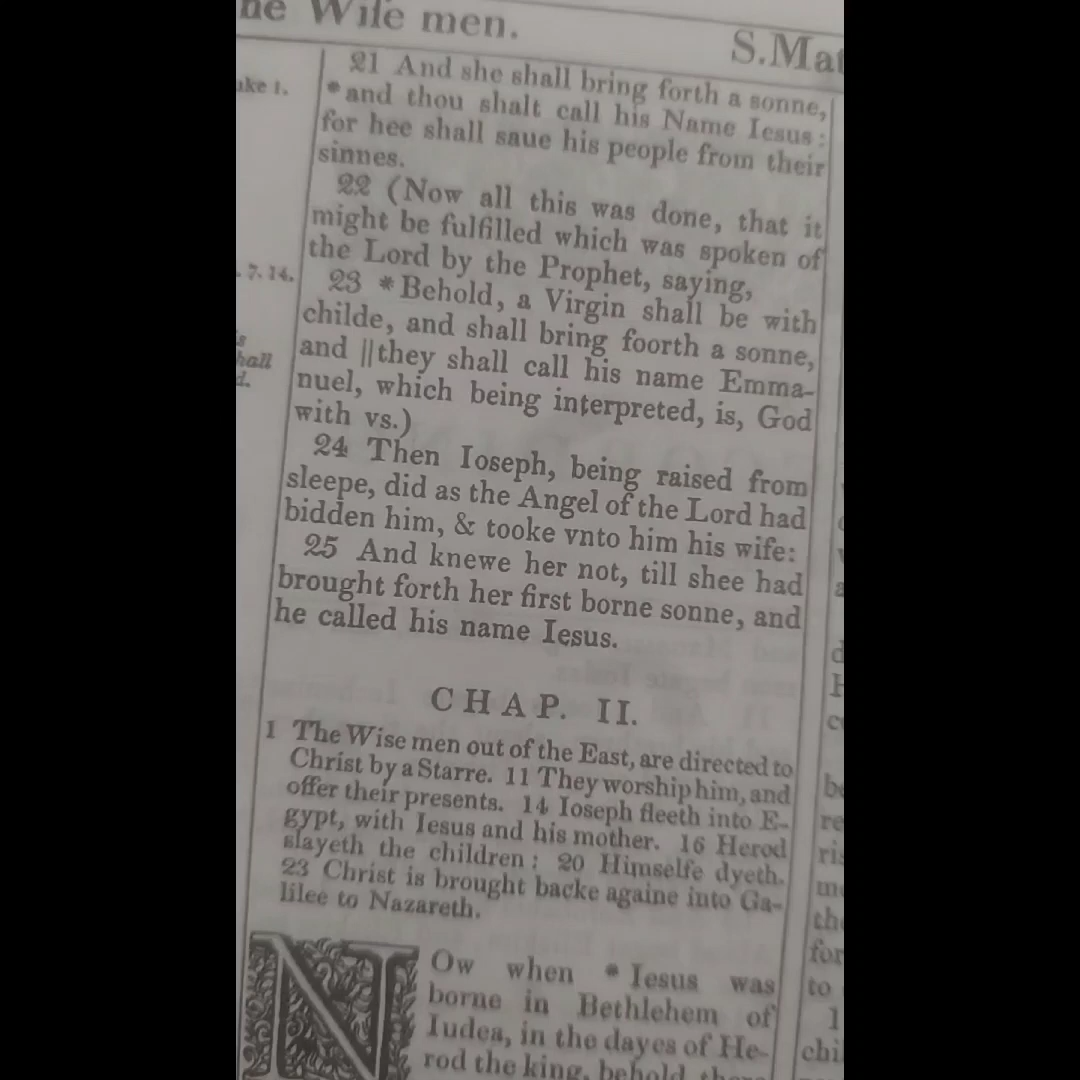 he Wise men.
S.Mat
21 And she shall bring forth a sonne,
uke 1.
*and thou shalt call his Name Iesus:
for hee shall saue his people from their
sinnes.
22 (Now all this was done, that it
might be fulfilled which was spoken of
the Lord by the Prophet, saying,
. 7. 14.
23 *Behold, a Virgin shall be with
childe, and shall bring foorth a sonne,
s
hall
d.
and ||they shall call his name Emma-
nuel, which being interpreted, is, God
with vs.)
24 Then Ioseph, being raised from
sleepe, did as the Angel of the Lord had
bidden him, & tooke vnto him his wife:
25 And knewe her not, till shee had
brought forth her first borne sonne, and
he called his name Iesus.
CHAP. II.
1 The Wise men out of the East, are directed to
Christ by a Starre. 11 They worship him, and
offer their presents. 14 Ioseph fleeth into E-
gypt, with Iesus and his mother. 16 Herod
slayeth the children: 20 Himselfe dyeth.
23 Christ is brought backe againe into Ga-
lilee to Nazareth.
NOw when *Iesus was
borne in Bethlehem of
Iudea, in the dayes of He-
rod the king, behold, there